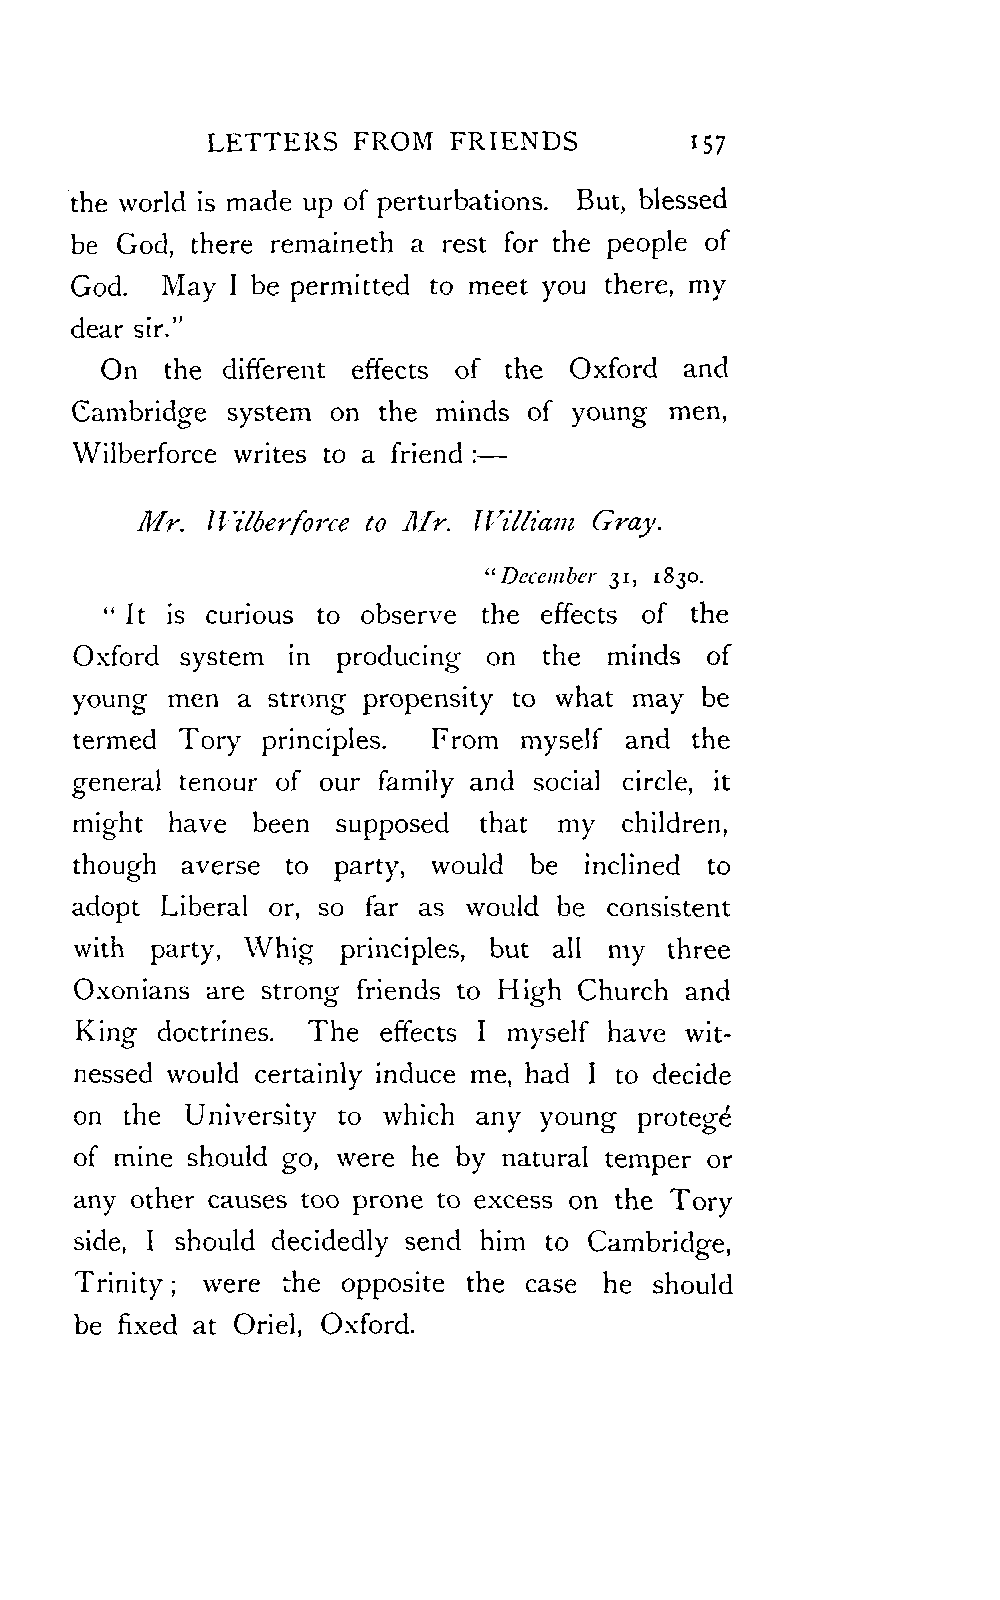 LETTERS FROM FRIENDS 157
the world is made up of perturbations. But, blessed
be God, there remaineth a rest for the people of
God. May I be permitted to meet you there, my
dear sir."
On the different effects of the Oxford and
Cambridge system on the minds of young men,
Wilberforce writes to a friend :—
Mr. Wilberforce to Mr. William Gray.
"December 31, 1830.
"It is curious to observe the effects of the
Oxford system in producing on the minds of
young men a strong propensity to what may be
termed Tory principles. From myself and the
general tenour of our family and social circle, it
might have been supposed that my children,
though averse to party, would be inclined to
adopt Liberal or, so far as would be consistent
with party, Whig principles, but all my three
Oxonians are strong friends to High Church and
King doctrines. The effects I myself have wit-
nessed would certainly induce me, had I to decide
on the University to which any young protegé
of mine should go, were he by natural temper or
any other causes too prone to excess on the Tory
side, I should decidedly send him to Cambridge,
Trinity; were the opposite the case he should
be fixed at Oriel, Oxford.